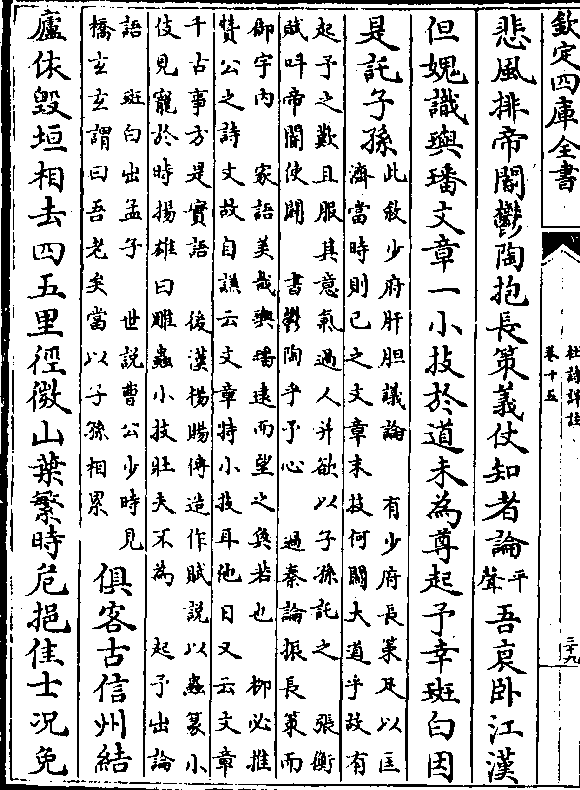 欽定四庫全書
杜詩詳註
卷十五
二十九
悲風排帝閽鬱陶抱長策義仗知者論平聲吾衰卧江漢
但媿識璵璠文章一小技於道未為尊起予幸斑白因
是託子孫此敘少府肝胆議論　有少府長策足以匡
濟當時則已之文章末技何關大道乎故有
起予之歎且服其意氣過人并欲以子孫託之　張衡
賦叫帝閽使闢　書鬱陶乎予心　過秦論振長策而
御宇內　家語美哉璵璠遠而望之奐若也　柳必推
贊公之詩文故自謙云文章特小技耳他日又云文章
千古事方是實語　後漢楊賜傳造作賦說以蟲篆小
伎見寵於時揚雄曰雕蟲小技壯夫不為　起予出論
語　斑白出孟子　世說曹公少時見
橋玄玄謂曰吾老矣當以子孫相累　俱客古信州結
廬依毀垣相去四五里徑微山葉繁時危挹佳士況免